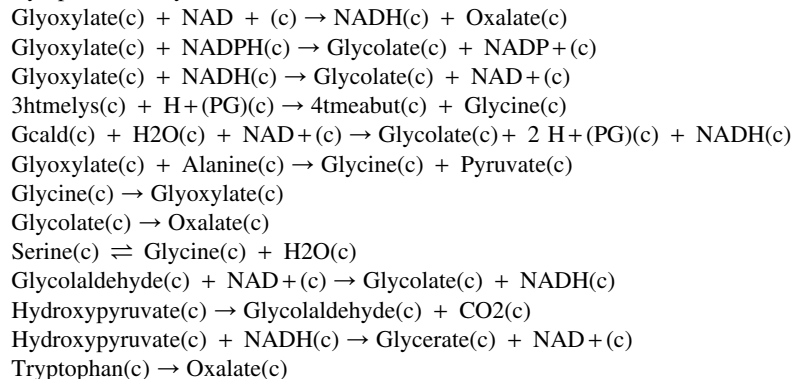 Glyoxylate(c) + NAD + (c) → NADH(c) + Oxalate(c)
Glyoxylate(c) + NADPH(c) → Glycolate(c) + NADP+(c)
Glyoxylate(c) + NADH(c) → Glycolate(c) + NAD+(c)
3htmelys(c) + H+(PG)(c) → 4tmeabut(c) + Glycine(c)
Gcald(c) + H2O(c) + NAD+(c) → Glycolate(c)+ 2 H+(PG)(c) + NADH(c)
Glyoxylate(c) + Alanine(c) → Glycine(c) + Pyruvate(c)
Glycine(c) → Glyoxylate(c)
Glycolate(c) → Oxalate(c)
Serine(c) ⇌ Glycine(c) + H2O(c)
Glycolaldehyde(c) + NAD+(c) → Glycolate(c) + NADH(c)
Hydroxypyruvate(c) → Glycolaldehyde(c) + CO2(c)
Hydroxypyruvate(c) + NADH(c) → Glycerate(c) + NAD+(c)
Tryptophan(c) → Oxalate(c)